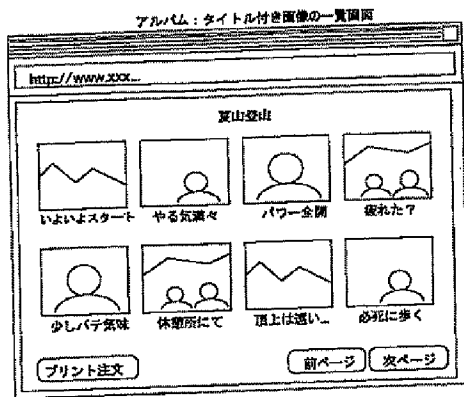 アルバム：タイトル付き画像の一覧画面
http://www.xxx...
夏山登山
いよいよスタート
やる気満々
パワー全開
疲れた？
少しバテ気味
休憩所にて
頂上は遠い...
必死に歩く
プリント注文
前ページ
次ページ